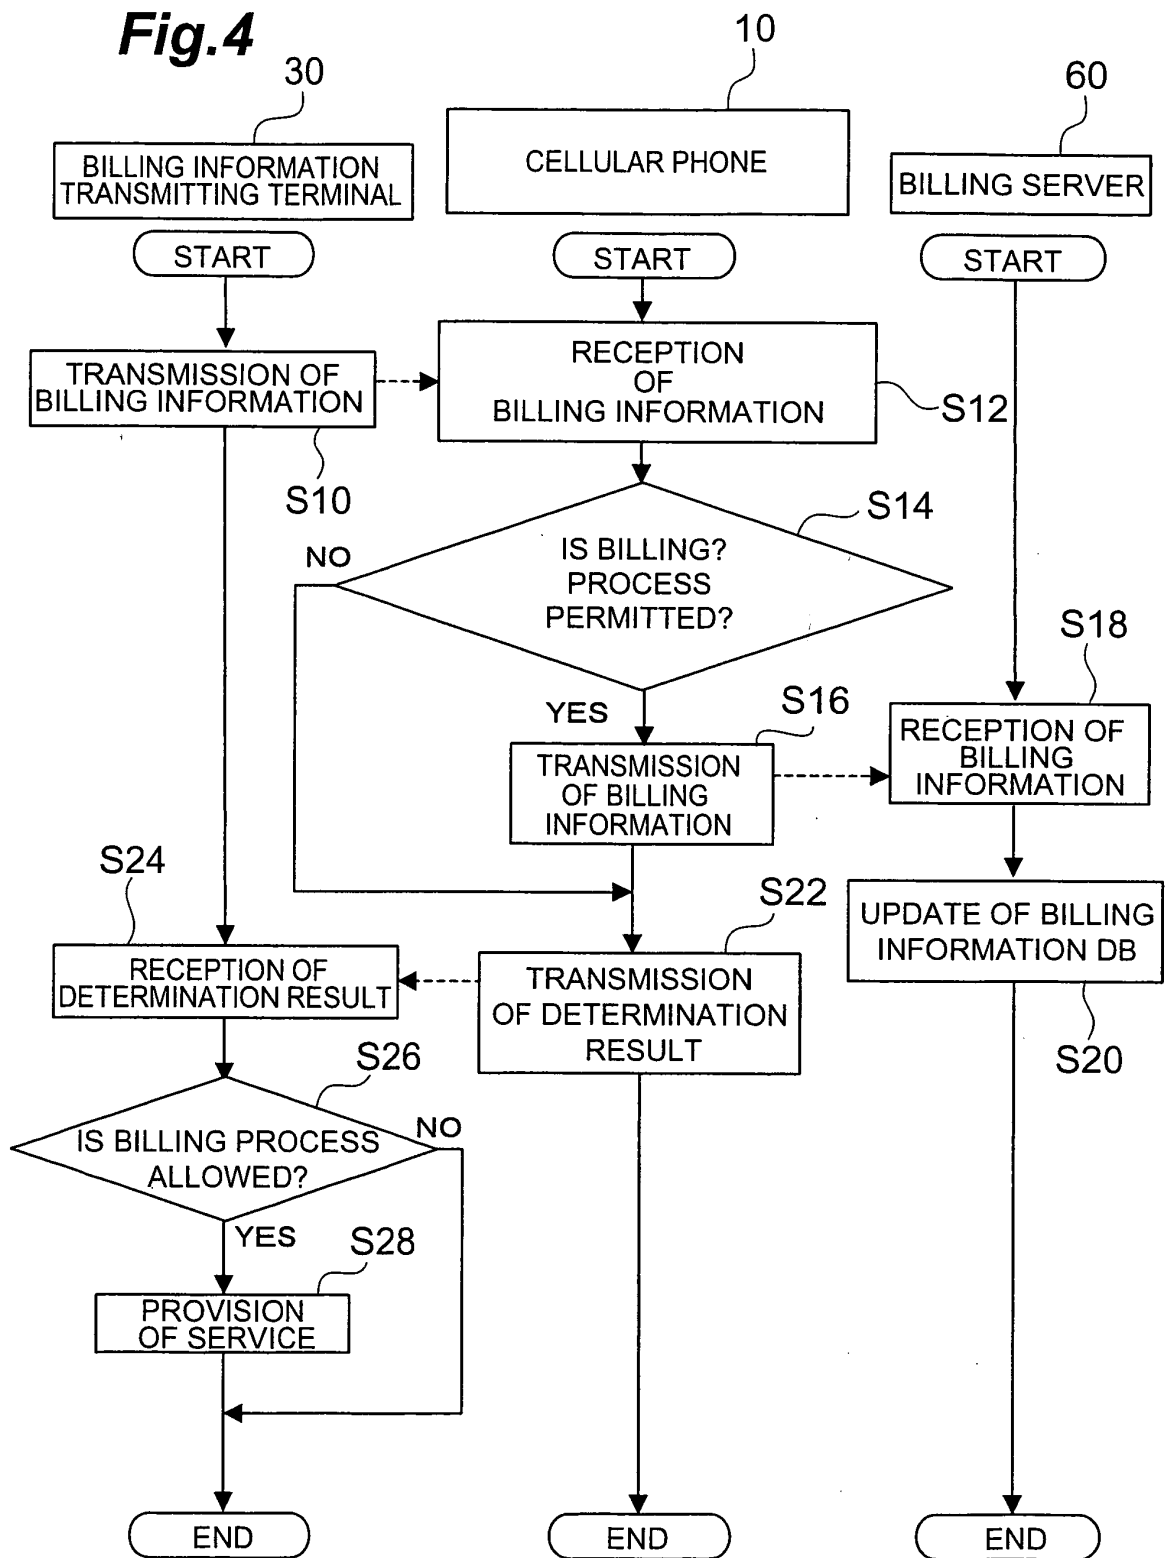 Fig.4
30
10
60
BILLING INFORMATION
TRANSMITTING TERMINAL
CELLULAR PHONE
BILLING SERVER
START
START
START
TRANSMISSION OF
BILLING INFORMATION
S10
RECEPTION
OF
BILLING INFORMATION
S12
S14
IS BILLING?
PROCESS
PERMITTED?
NO
YES
S16
TRANSMISSION
OF BILLING
INFORMATION
S18
RECEPTION OF
BILLING
INFORMATION
UPDATE OF BILLING
INFORMATION DB
S20
S22
TRANSMISSION
OF DETERMINATION
RESULT
S24
RECEPTION OF
DETERMINATION RESULT
S26
IS BILLING PROCESS
ALLOWED?
NO
YES
S28
PROVISION
OF SERVICE
END
END
END